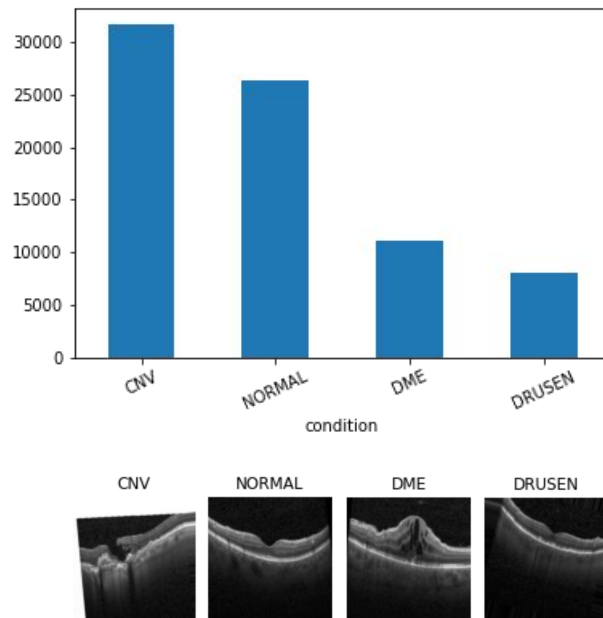 30000
25000
20000
15000
10000
5000
0
CNV
NORMAL
DME
DRUSEN
condition
CNV NORMAL DME DRUSEN